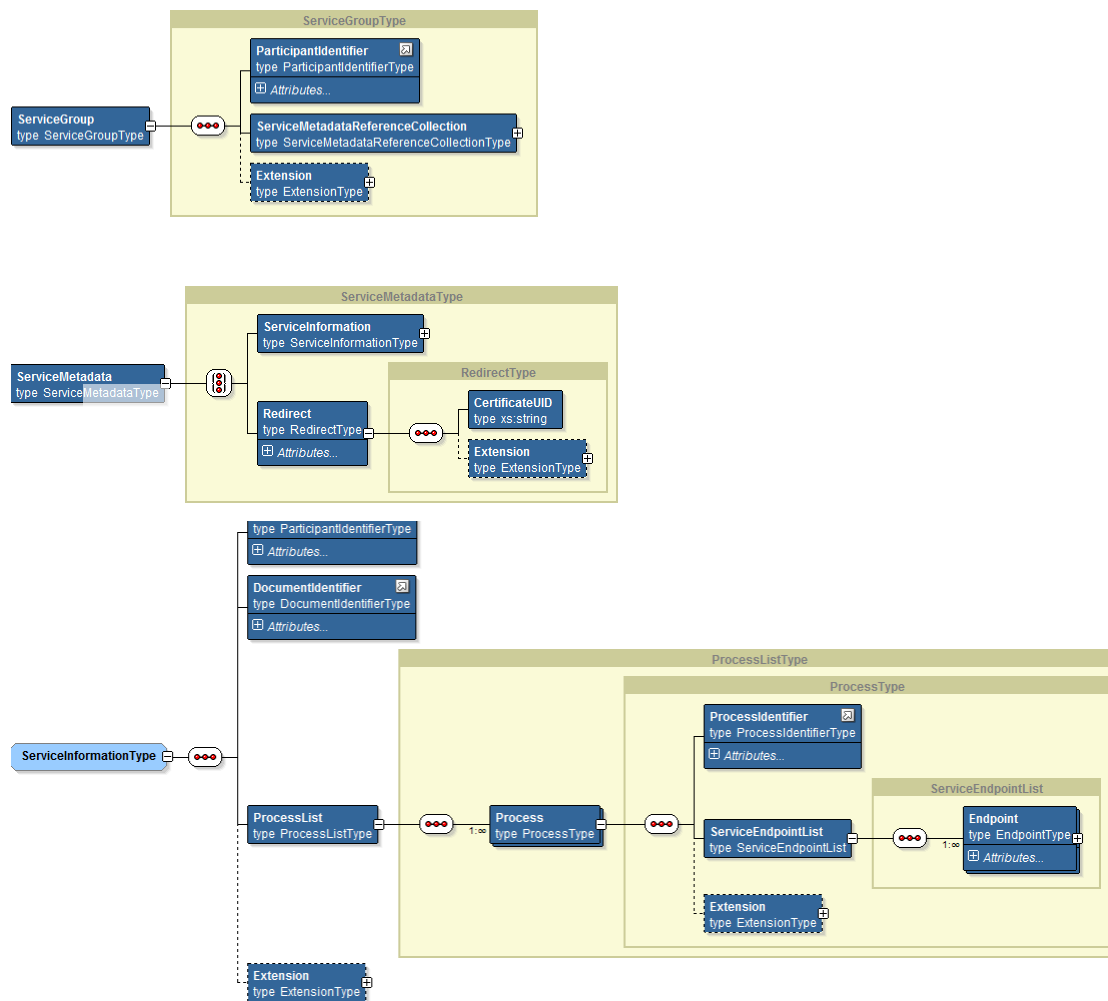 ServiceGroupType
ParticipantIdentifier
type ParticipantIdentifierType
Attributes...
ServiceGroup
type ServiceGroupType
ServiceMetadataReferenceCollection
type ServiceMetadataReferenceCollectionType
Extension
type ExtensionType
ServiceMetadataType
ServiceInformation
type ServiceInformationType
ServiceMetadata
type ServiceMetadataType
RedirectType
Redirect
type RedirectType
Attributes...
CertificateUID
type xs:string
Extension
type ExtensionType
type ParticipantIdentifierType
Attributes...
DocumentIdentifier
type DocumentIdentifierType
Attributes...
ProcessListType
ProcessType
ProcessIdentifier
type ProcessIdentifierType
Attributes...
ServiceInformationType
ServiceEndpointList
ProcessList
type ProcessListType
1:∞
Process
type ProcessType
ServiceEndpointList
type ServiceEndpointList
1:∞
Endpoint
type EndpointType
Attributes...
Extension
type ExtensionType
Extension
type ExtensionType